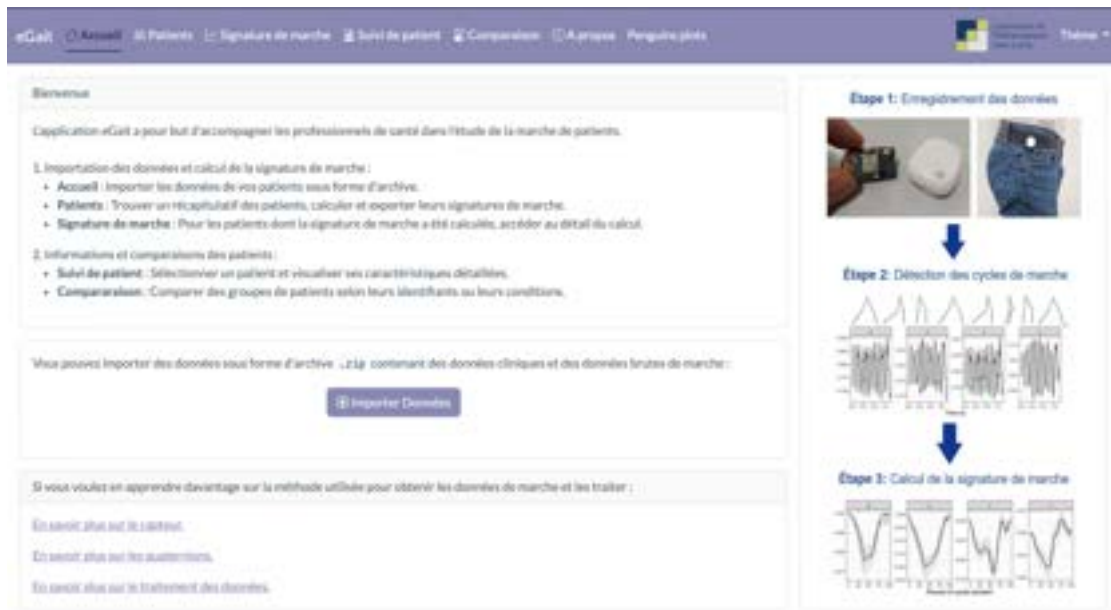 eGait Accueil Patients Signature de marche Suivi de patient Comparaison A propos Penguins plots
Thème
Bienvenue
L'application eGait a pour but d'accompagner les professionnels de santé dans l'étude de la marche de patients.
1. Importation des données et calcul de la signature de marche :
• Accueil : Importer les données de vos patients sous forme d'archive.
• Patients : Trouver un récapitulatif des patients, calculer et exporter leurs signatures de marche.
• Signature de marche : Pour les patients dont la signature de marche a été calculée, accéder au détail du calcul.
2. Informations et comparaisons des patients :
• Suivi de patient : Sélectionner un patient et visualiser ses caractéristiques détaillées.
• Compararaison : Comparer des groupes de patients selon leurs identifiants ou leurs conditions.
Vous pouvez importer des données sous forme d'archive .zip contenant des données cliniques et des données brutes de marche :
Importer Données
Si vous voulez en apprendre davantage sur la méthode utilisée pour obtenir les données de marche et les traiter :
En savoir plus sur le capteur.
En savoir plus sur les quaternions.
En savoir plus sur le traitement des données.
Étape 1: Enregistrement des données
Étape 2: Détection des cycles de marche
Étape 3: Calcul de la signature de marche